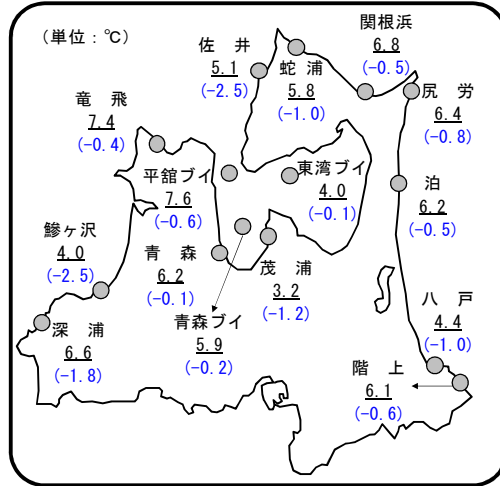 (単位：℃)
関根浜
6.8
(-0.5)
佐 井
5.1
(-2.5)
蛇 浦
5.8
(-1.0)
尻 労
6.4
(-0.8)
竜 飛
7.4
(-0.4)
平舘ブイ
7.6
(-0.6)
東湾ブイ
4.0
(-0.1)
泊
6.2
(-0.5)
鰺ヶ沢
4.0
(-2.5)
青 森
6.2
(-0.1)
茂 浦
3.2
(-1.2)
青森ブイ
5.9
(-0.2)
八 戸
4.4
(-1.0)
深 浦
6.6
(-1.8)
階 上
6.1
(-0.6)